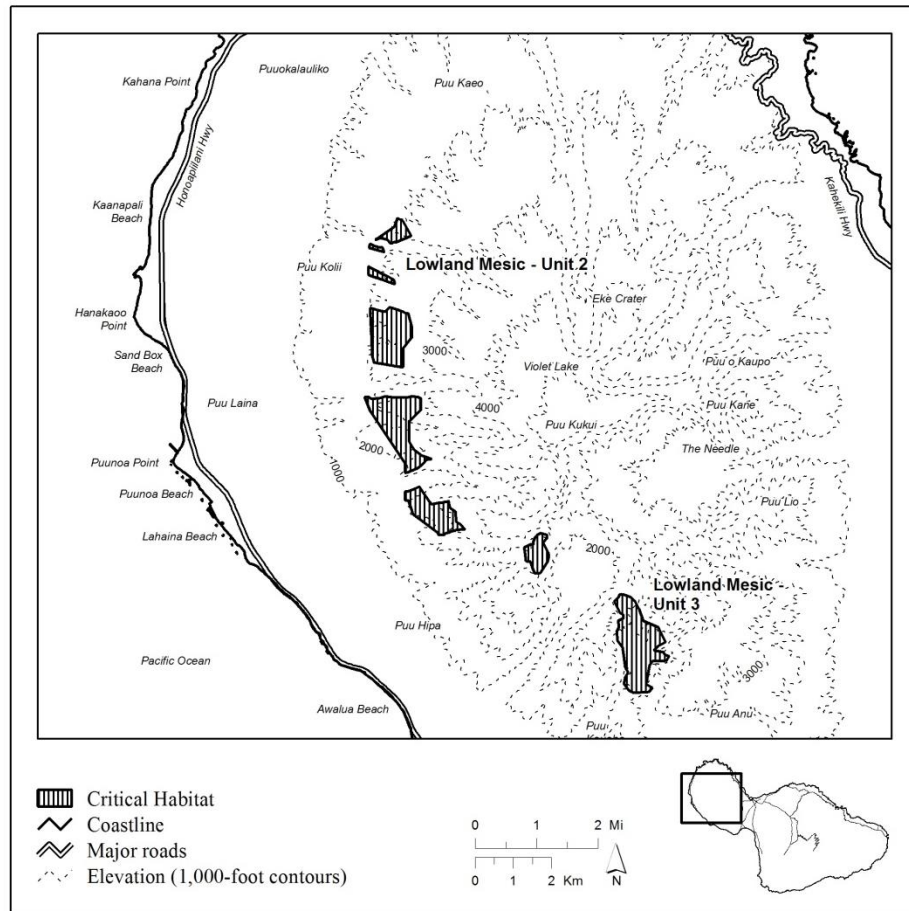 Kahana Point
Puuokalauliko
Puu Kaeo
Honoapiilani Hwy
Kahekili Hwy
Kaanapali
Beach
Puu Kolii
Lowland Mesic - Unit 2
Eke Crater
Hanakaoo
Point
Sand Box
Beach
3000
Violet Lake
Puu o Kaupo
Puu Laina
4000
Puu Kane
Puu Kukui
2000
The Needle
Puunoa Point
1000
Puunoa Beach
Puu Lio
Lahaina Beach
2000
Lowland Mesic -
Unit 3
Puu Hipa
Pacific Ocean
3000
Awalua Beach
Puu Anu
Puu
Critical Habitat
Coastline
Major roads
Elevation (1,000-foot contours)
0 1 2 Mi
0 1 2 Km
N